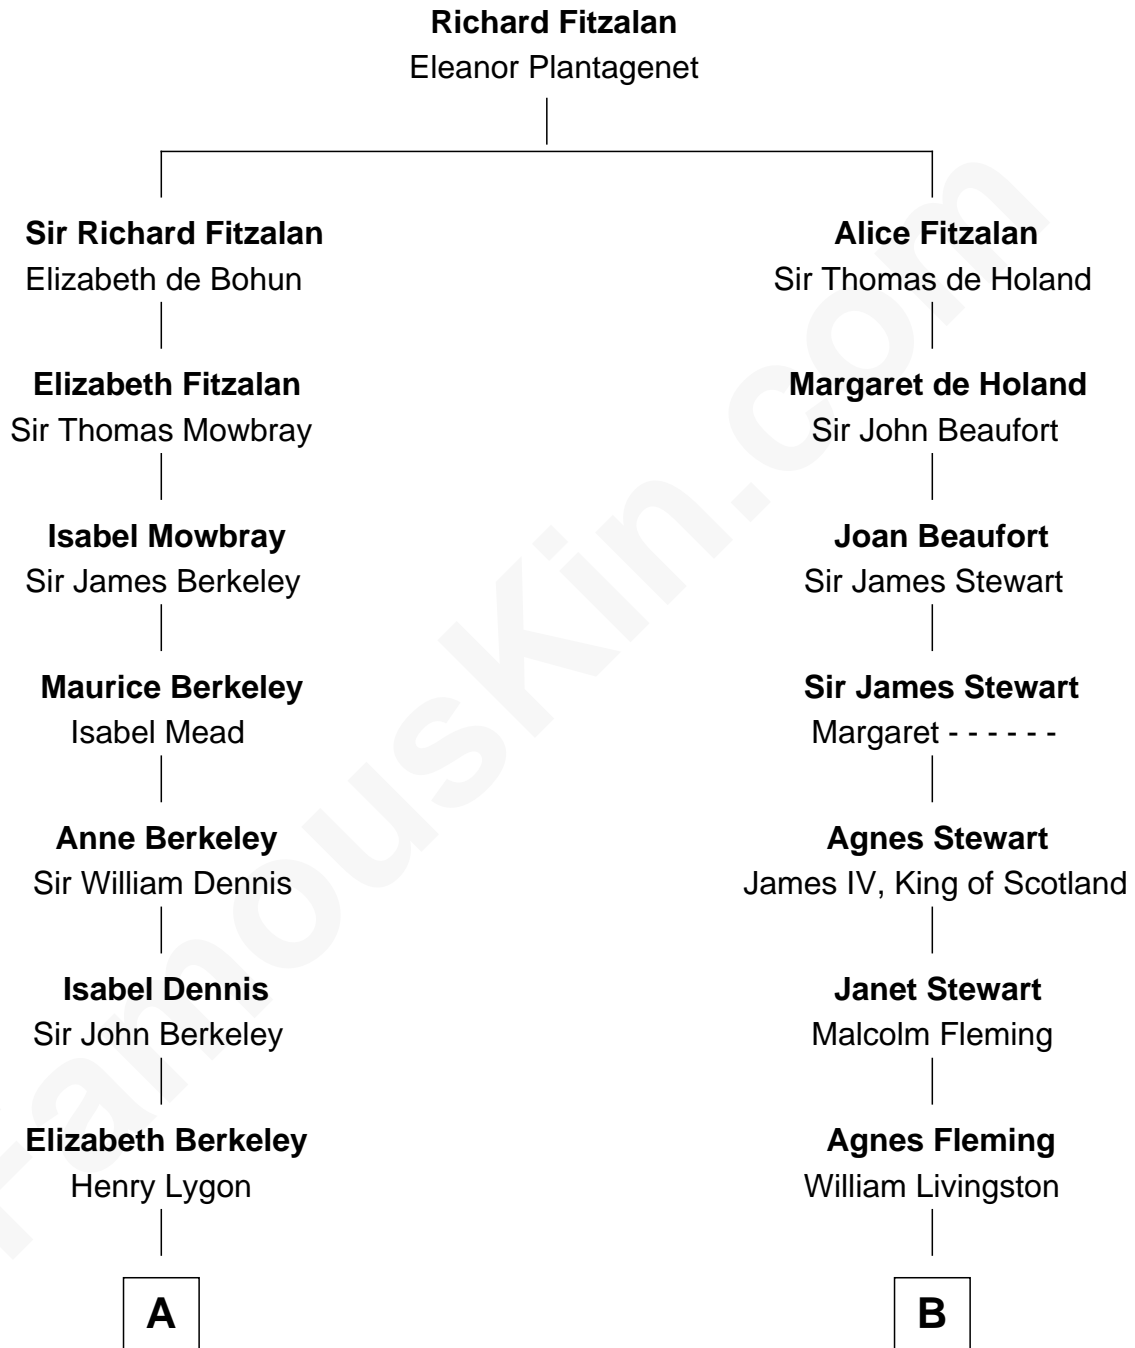 Richard Fitzalan
Eleanor Plantagenet
Sir Richard Fitzalan
Elizabeth de Bohun
Alice Fitzalan
Sir Thomas de Holand
Elizabeth Fitzalan
Sir Thomas Mowbray
Margaret de Holand
Sir John Beaufort
Isabel Mowbray
Sir James Berkeley
Joan Beaufort
Sir James Stewart
Maurice Berkeley
Isabel Mead
Sir James Stewart
Margaret - - - - - -
Anne Berkeley
Sir William Dennis
Agnes Stewart
James IV, King of Scotland
Isabel Dennis
Sir John Berkeley
Janet Stewart
Malcolm Fleming
Elizabeth Berkeley
Henry Lygon
Agnes Fleming
William Livingston
A
B
FamousKin.com